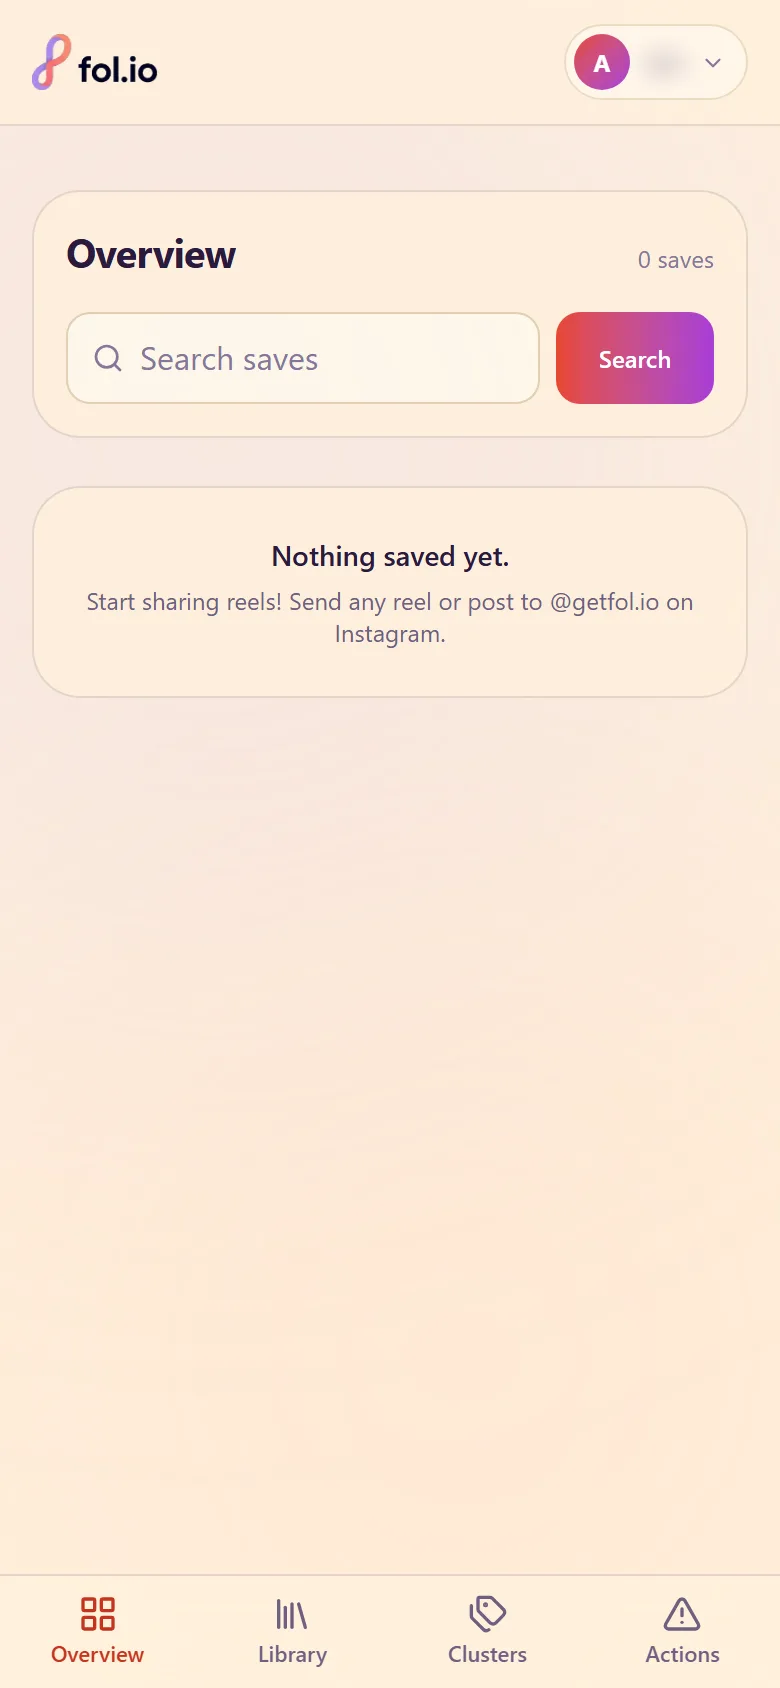 fol.io
A
Overview
0 saves
Search saves
Search
Nothing saved yet.
Start sharing reels! Send any reel or post to @getfol.io on
Instagram.
Overview
Library
Clusters
Actions